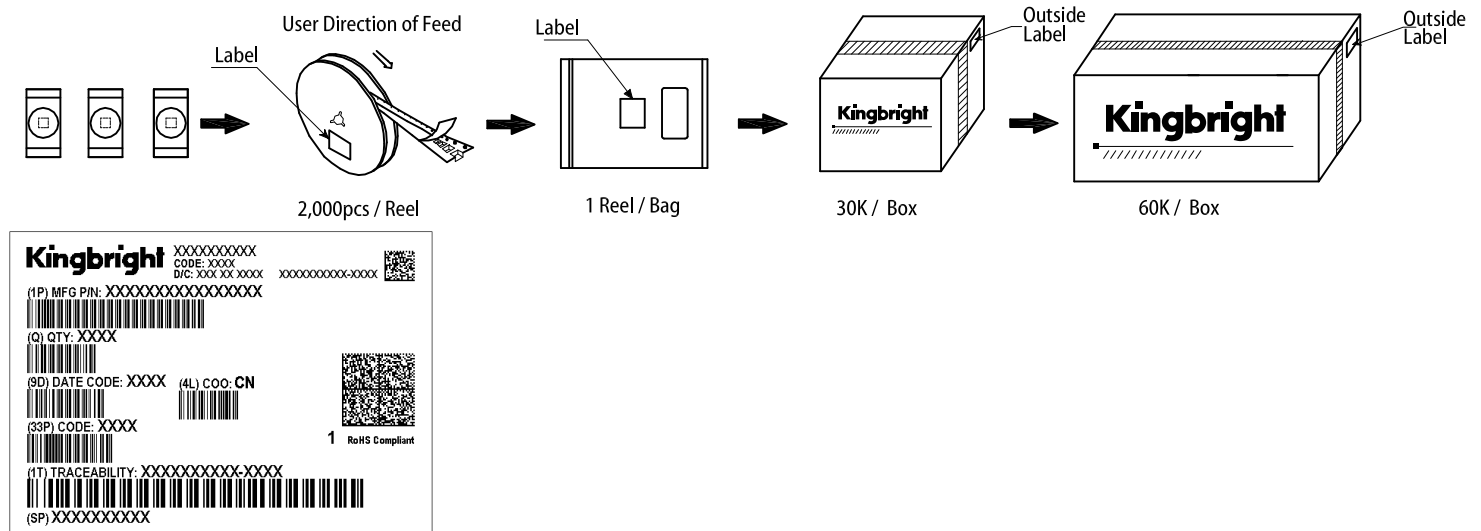 User Direction of Feed
Label
Label
Outside
Label
Outside
Label
Kingbright
Kingbright
2,000pcs / Reel
1 Reel / Bag
30K / Box
60K / Box
Kingbright
XXXXXXXXXX
CODE: XXXX
D/C: XXX XX XXXX XXXXXXXXXX-XXXX
(1P) MFG P/N: XXXXXXXXXXXXXXXX
(Q) QTY: XXXX
(9D) DATE CODE: XXXX (4L) COO: CN
(33P) CODE: XXXX
1 RoHS Compliant
(1T) TRACEABILITY: XXXXXXXXXX-XXXX
(SP) XXXXXXXXXX